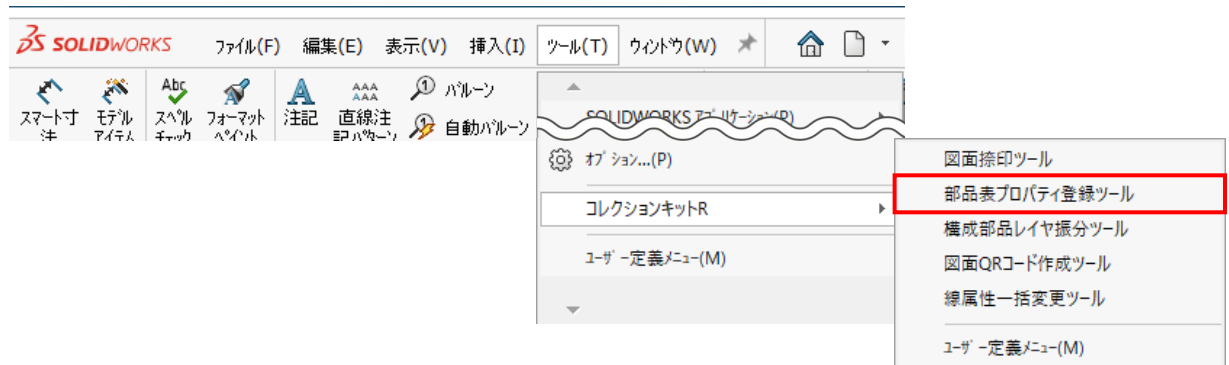 SOLIDWORKS ファイル(F) 編集(E) 表示(V) 挿入(I) ツール(T) ウィンドウ(W)
スマート寸法 モデルアイテム スペルチェック フォーマットペイント 注記 直線注記パターン バルーン
自動バルーン
SOLIDWORKS アプリケーション(P)
オプション...(P)
コレクションキットR
ユーザー定義メニュー(M)
図面捺印ツール
部品表プロパティ登録ツール
構成部品レイヤ振分ツール
図面QRコード作成ツール
線属性一括変更ツール
ユーザー定義メニュー(M)